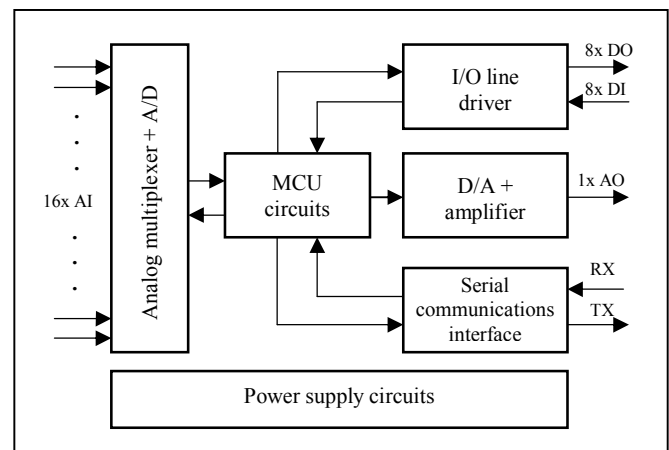 16x AI
Analog multiplexer + A/D
MCU
circuits
I/O line
driver
8x DO
8x DI
D/A +
amplifier
1x AO
Serial
communications
interface
RX
TX
Power supply circuits